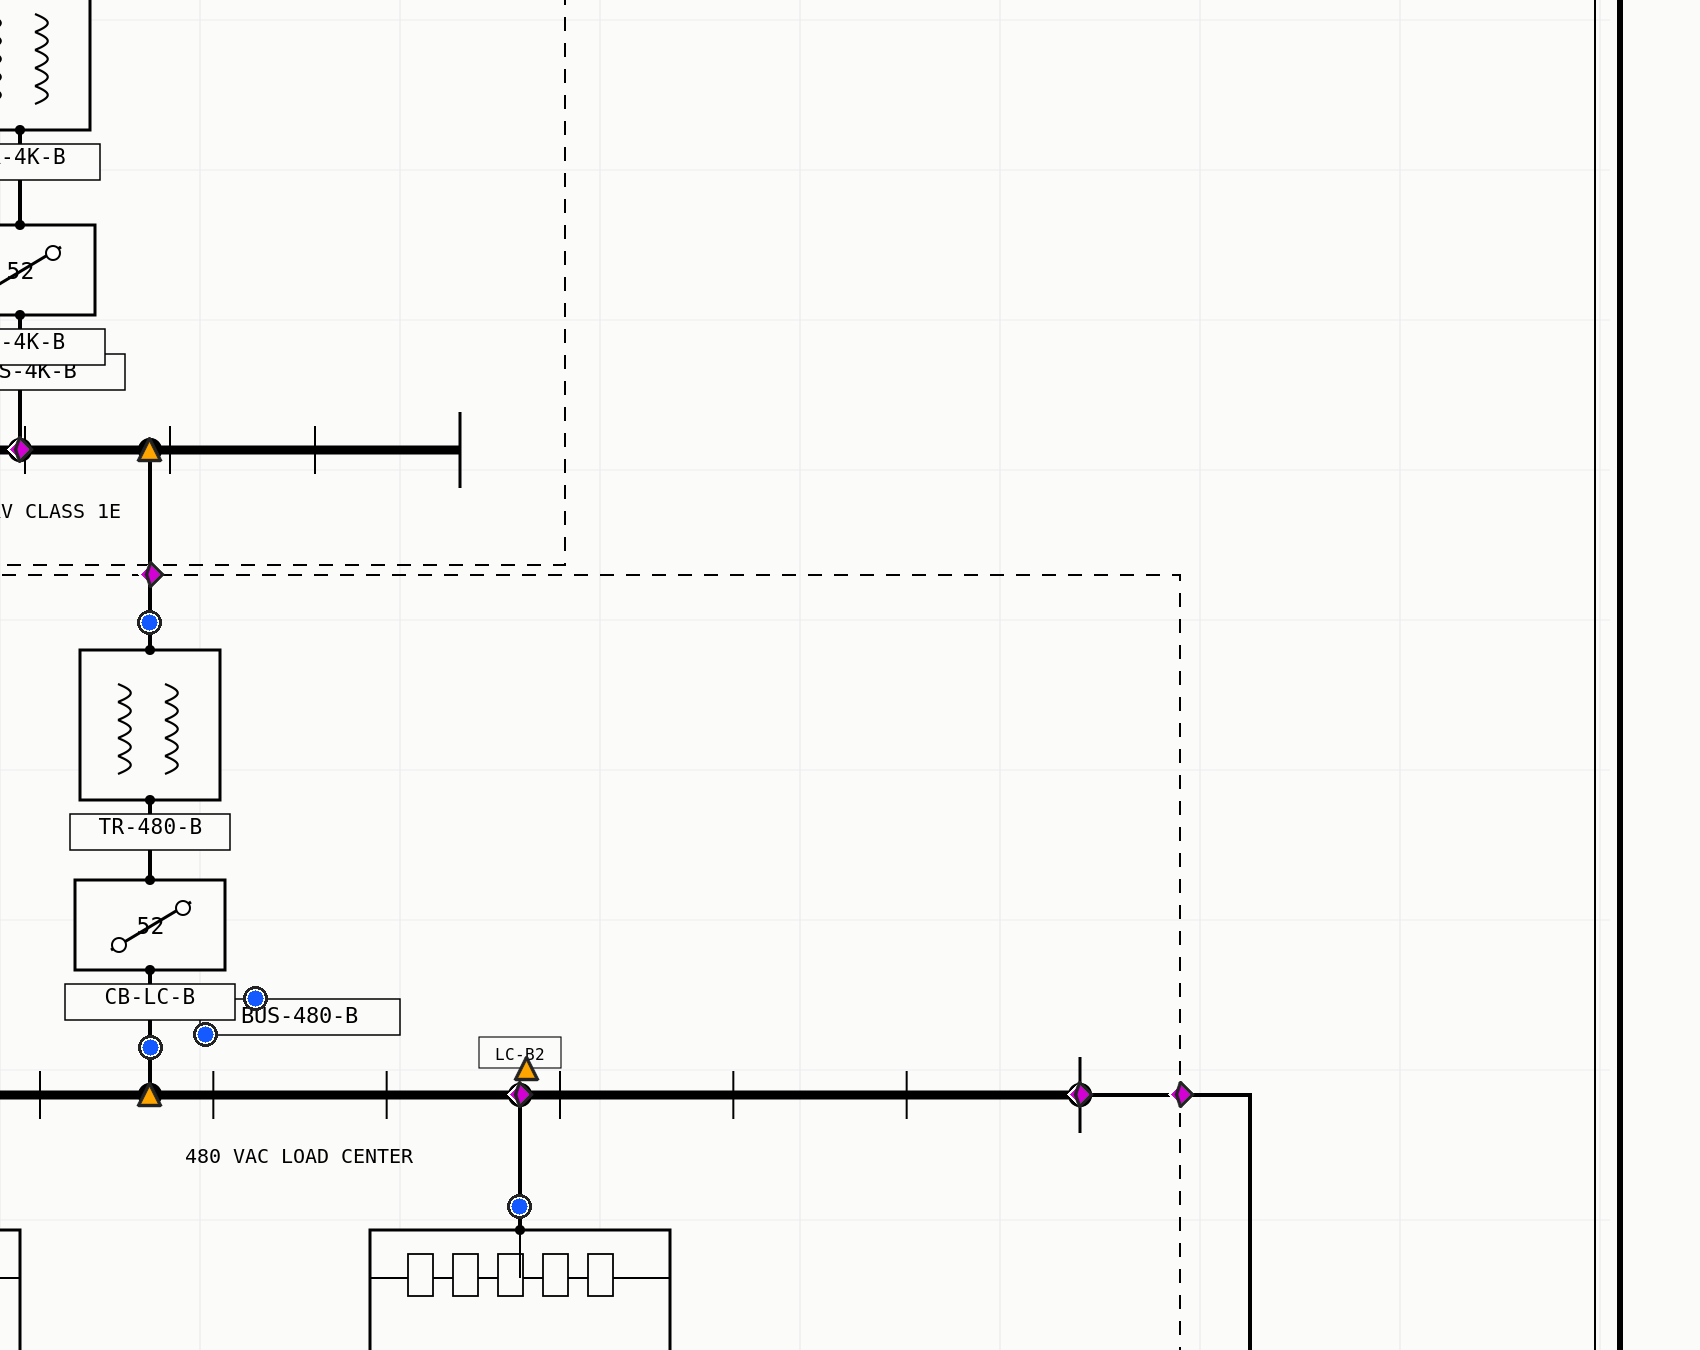 -4K-B
52
-4K-B
S-4K-B
V CLASS 1E
TR-480-B
52
CB-LC-B
BUS-480-B
LC-B2
480 VAC LOAD CENTER